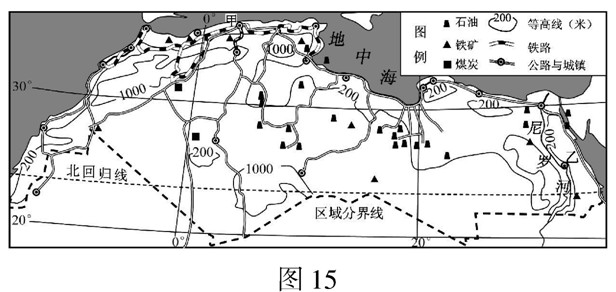 0°
甲
地
中
海
图
例
石油
200
等高线（米）
铁矿
铁路
煤炭
公路与城镇
1000
200
30°
1000
200
200
尼
罗
河
200
200
1000
北回归线
区域分界线
20°
0°
20°
图 15